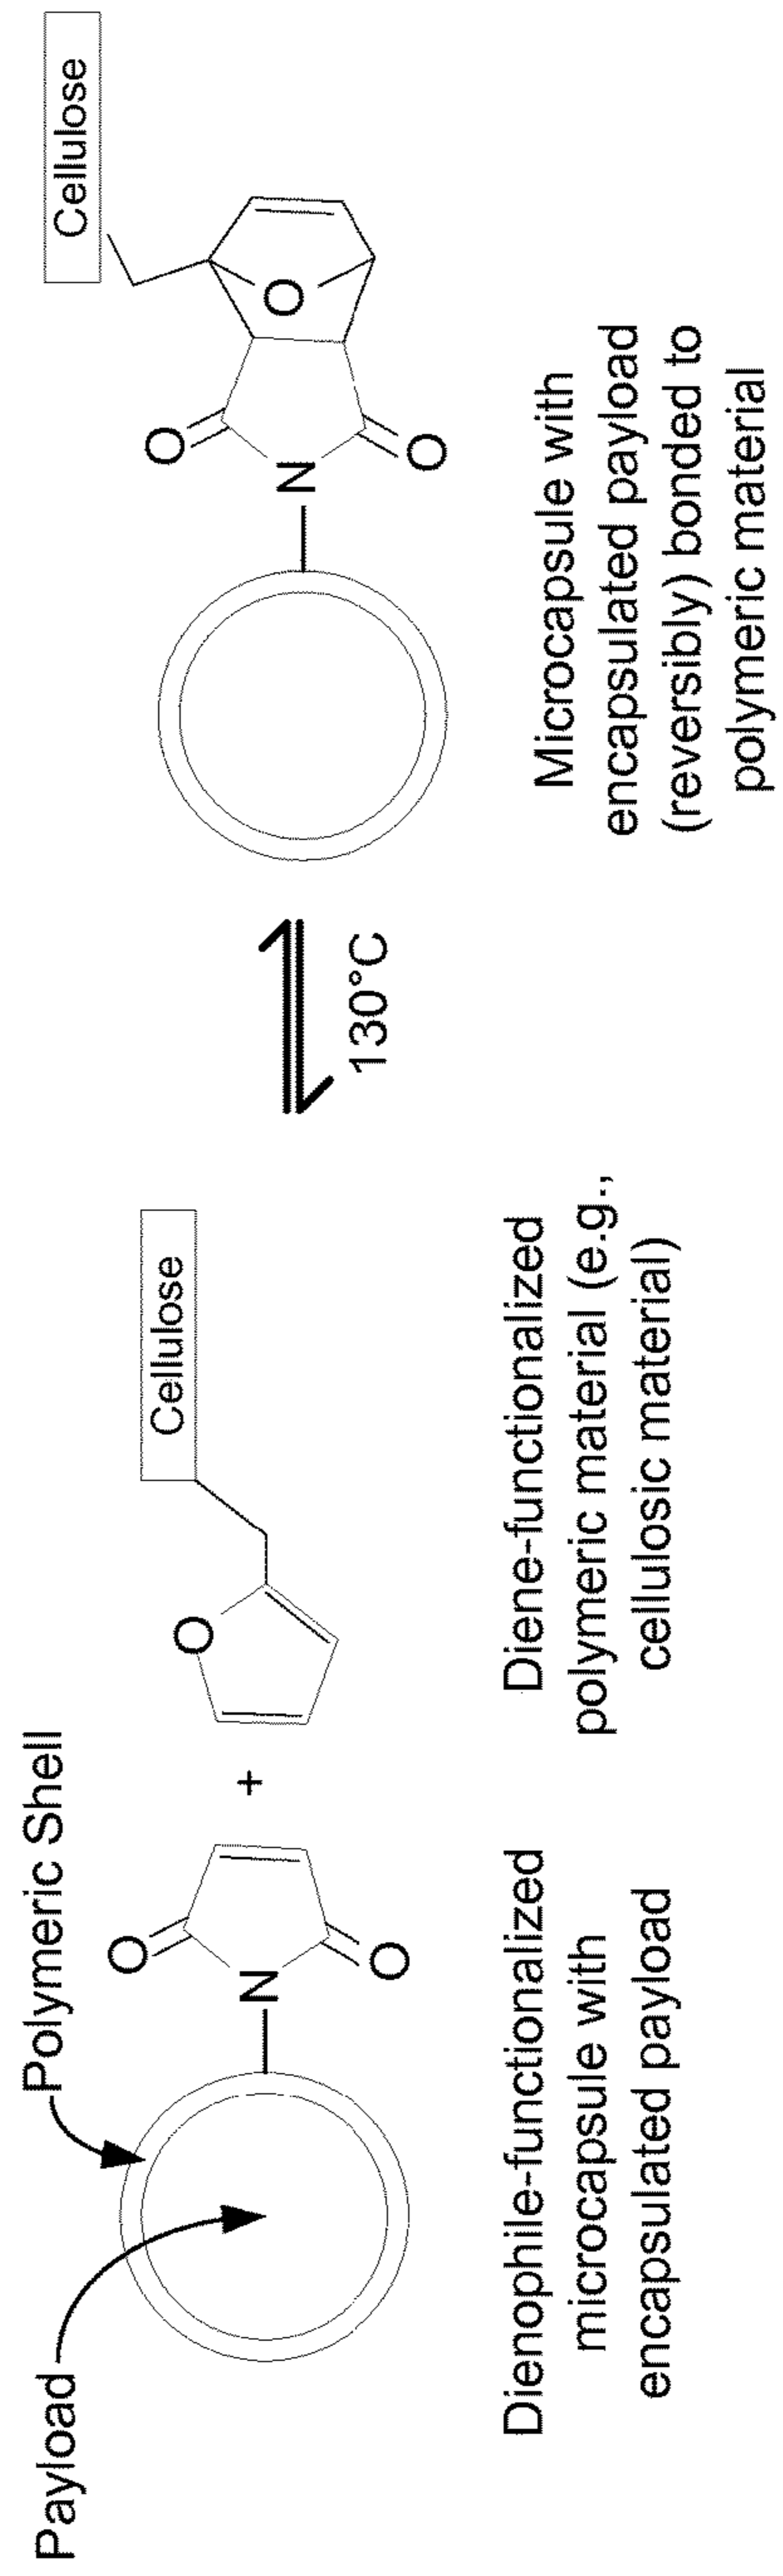 Payload
Polymeric Shell
O
N
O
+
O
Cellulose
130°C
O
N
O
O
Cellulose
Dienophile-functionalized
microcapsule with
encapsulated payload
Diene-functionalized
polymeric material (e.g.,
cellulosic material)
Microcapsule with
encapsulated payload
(reversibly) bonded to
polymeric material